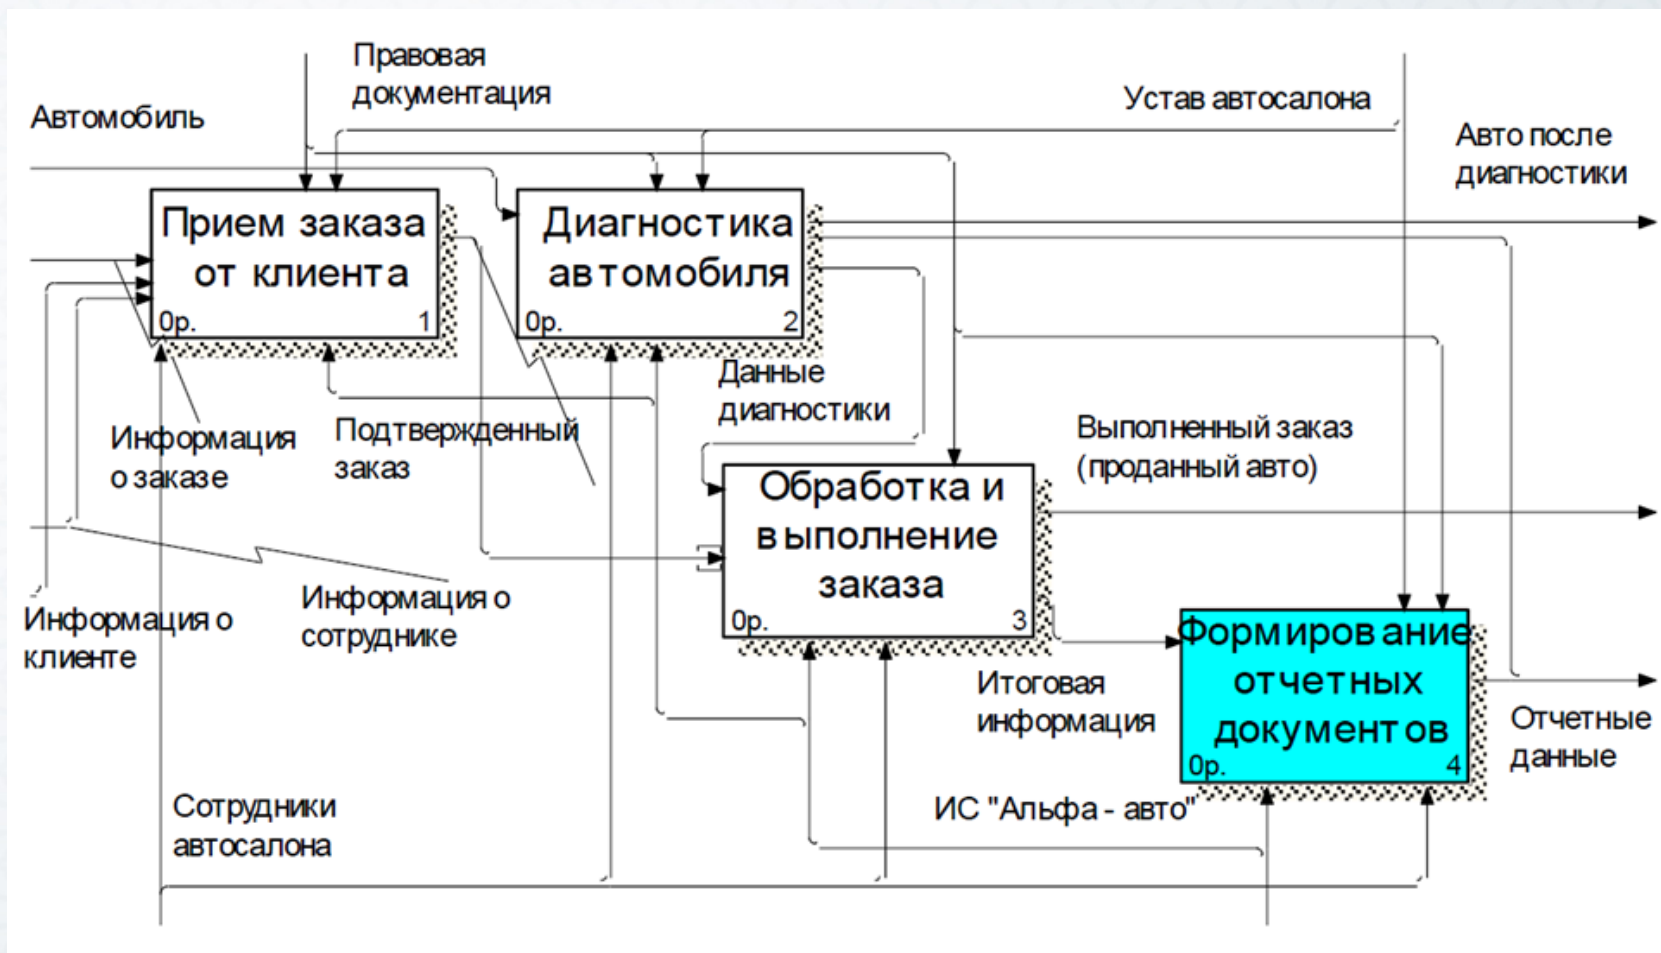 Правовая
документация
Автомобиль
Устав автосалона
Авто после
диагностики
Прием заказа
от клиента
0р. 1
Диагностика
автомобиля
0р. 2
Данные
диагностики
Информация
о заказе
Подтвержденный
заказ
Выполненный заказ
(проданный авто)
Обработка и
выполнение
заказа
0р. 3
Информация о
клиенте
Информация о
сотруднике
Итоговая
информация
Формирование
отчетных
документов
0р. 4
Отчетные
данные
Сотрудники
автосалона
ИС "Альфа - авто"